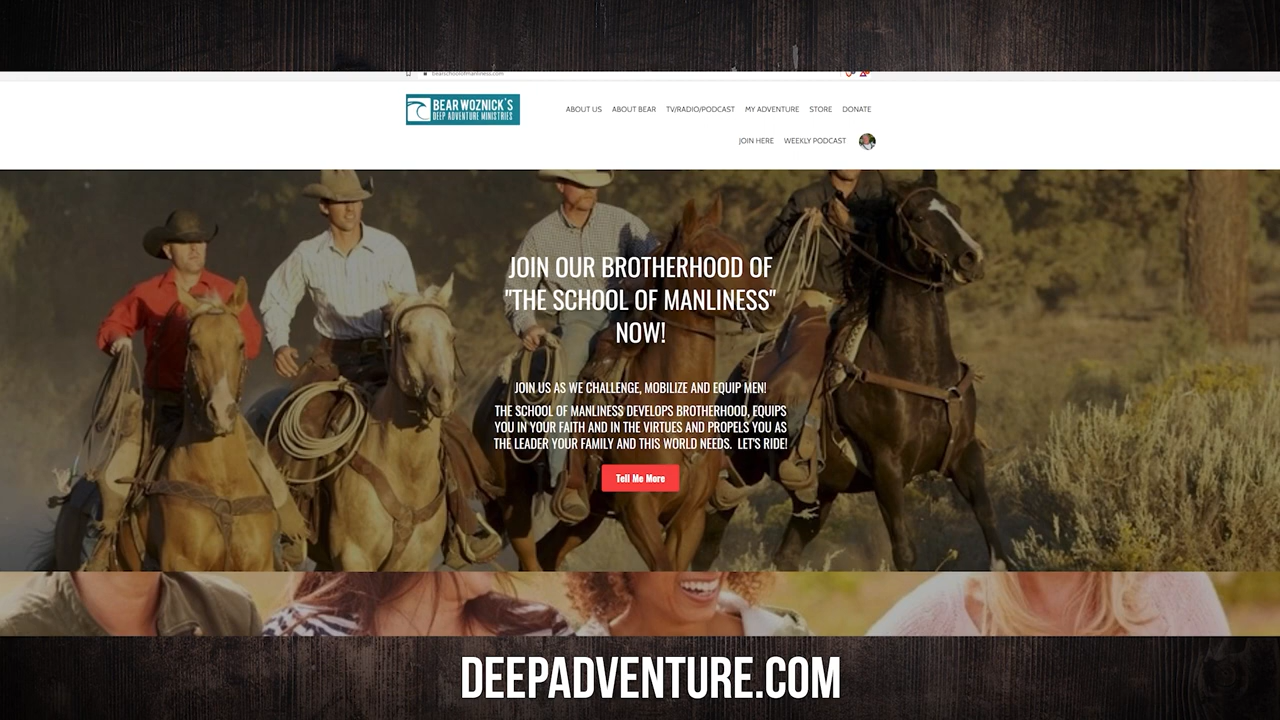 bearschoolofmanliness.com
BEAR WOZNICK'S
DEEP ADVENTURE MINISTRIES
ABOUT US ABOUT BEAR TV/RADIO/PODCAST MY ADVENTURE STORE DONATE
JOIN HERE WEEKLY PODCAST
JOIN OUR BROTHERHOOD OF
"THE SCHOOL OF MANLINESS"
NOW!
JOIN US AS WE CHALLENGE, MOBILIZE AND EQUIP MEN!
THE SCHOOL OF MANLINESS DEVELOPS BROTHERHOOD, EQUIPS
YOU IN YOUR FAITH AND IN THE VIRTUES AND PROPELS YOU AS
THE LEADER YOUR FAMILY AND THIS WORLD NEEDS. LET'S RIDE!
Tell Me More
DEEPADVENTURE.COM